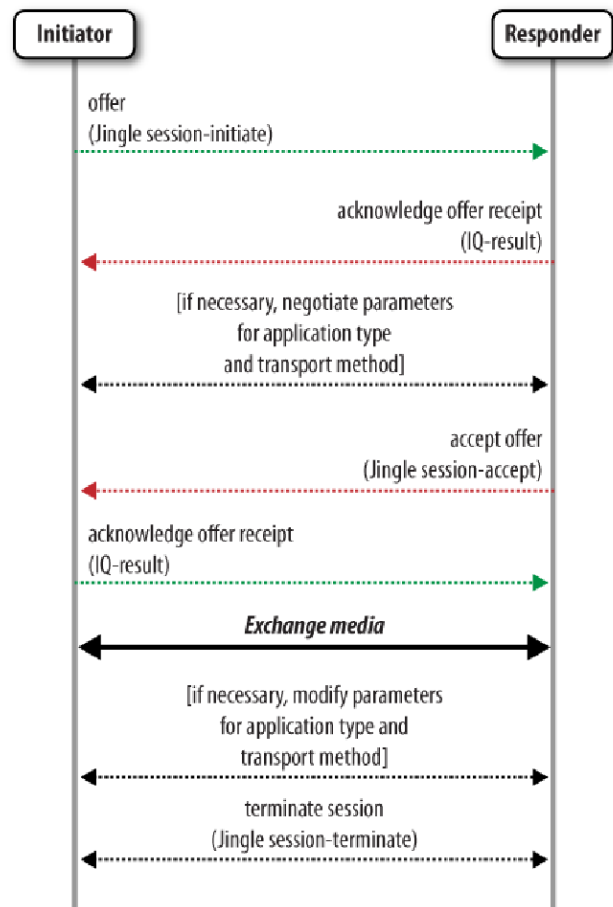 Initiator
Responder
offer
(Jingle session-initiate)
acknowledge offer receipt
(IQ-result)
[if necessary, negotiate parameters
for application type
and transport method]
accept offer
(Jingle session-accept)
acknowledge offer receipt
(IQ-result)
Exchange media
[if necessary, modify parameters
for application type and
transport method]
terminate session
(Jingle session-terminate)